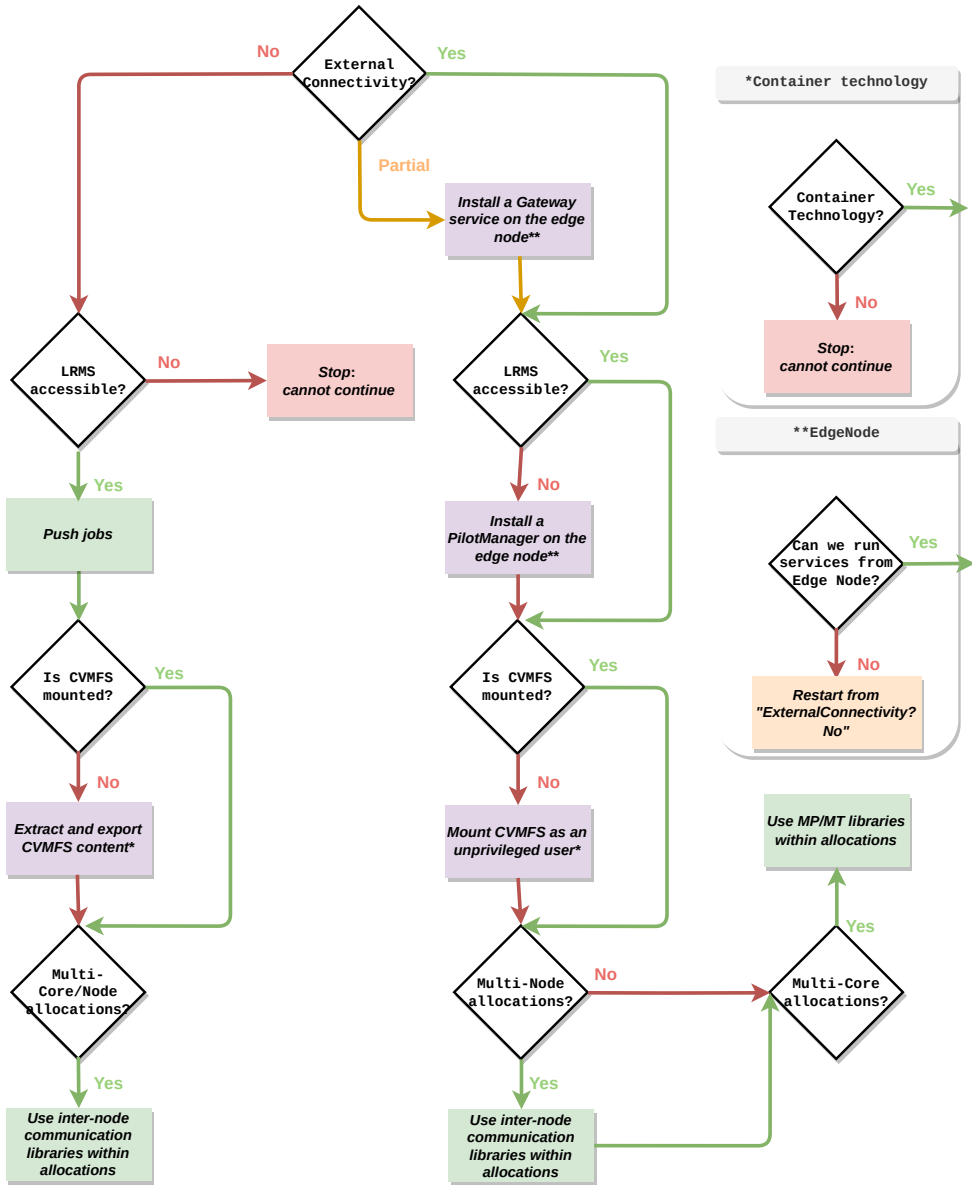 No
External
Connectivity?
Yes
Partial
Install a Gateway
service on the edge
node**
LRMS
accessible?
No
Stop:
cannot continue
Yes
Push jobs
Is CVMFS
mounted?
Yes
No
Extract and export
CVMFS content*
Multi-
Core/Node
allocations?
Yes
Use inter-node
communication
libraries within
allocations
LRMS
accessible?
Yes
No
Install a
PilotManager on the
edge node**
Is CVMFS
mounted?
Yes
No
Mount CVMFS as an
unprivileged user*
Multi-Node
allocations?
No
Yes
Use inter-node
communication
libraries within
allocations
Multi-Core
allocations?
Yes
Use MP/MT libraries
within allocations
*Container technology
Container
Technology?
Yes
No
Stop:
cannot continue
**EdgeNode
Can we run
services from
Edge Node?
Yes
No
Restart from
"ExternalConnectivity?
No"